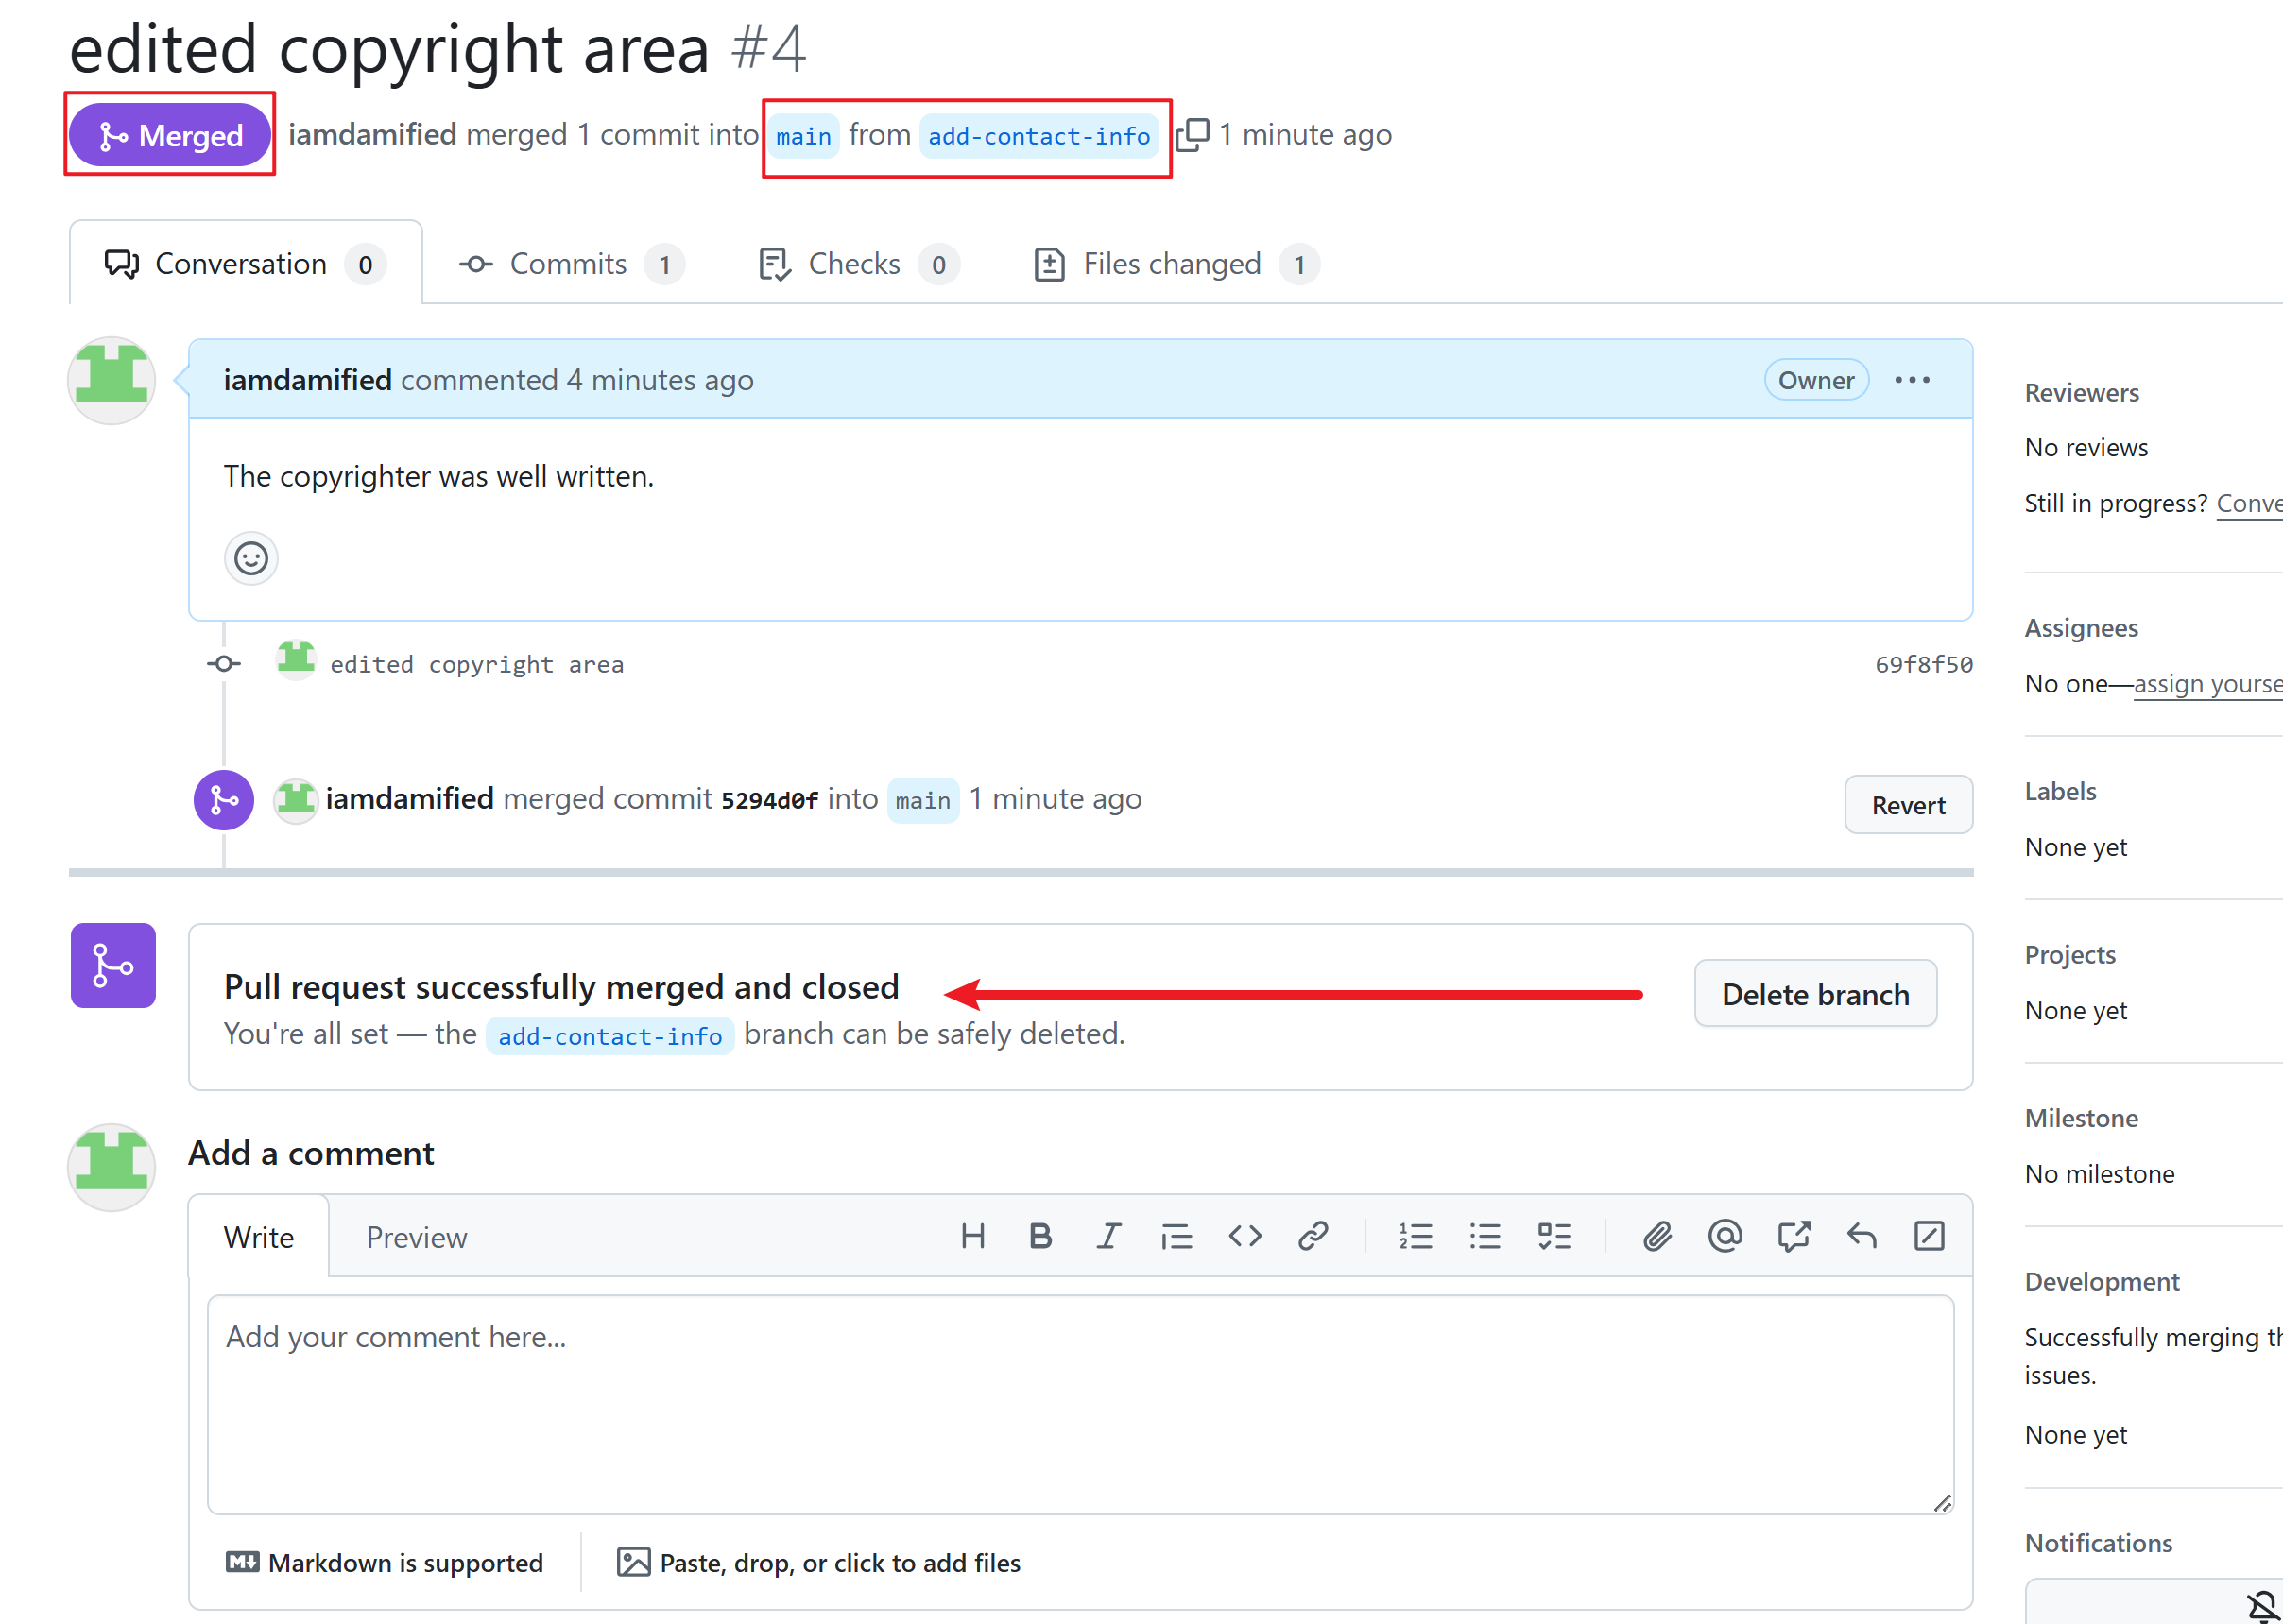 edited copyright area #4
Merged iamdamified merged 1 commit into main from add-contact-info 1 minute ago
Conversation 0 Commits 1 Checks 0 Files changed 1
iamdamified commented 4 minutes ago Owner
The copyrighter was well written.
edited copyright area 69f8f50
iamdamified merged commit 5294d0f into main 1 minute ago Revert
Pull request successfully merged and closed Delete branch
You're all set — the add-contact-info branch can be safely deleted.
Add a comment
Write Preview
Add your comment here...
Markdown is supported Paste, drop, or click to add files
Reviewers
No reviews
Still in progress? Conve
Assignees
No one—assign yourse
Labels
None yet
Projects
None yet
Milestone
No milestone
Development
Successfully merging th
issues.
None yet
Notifications